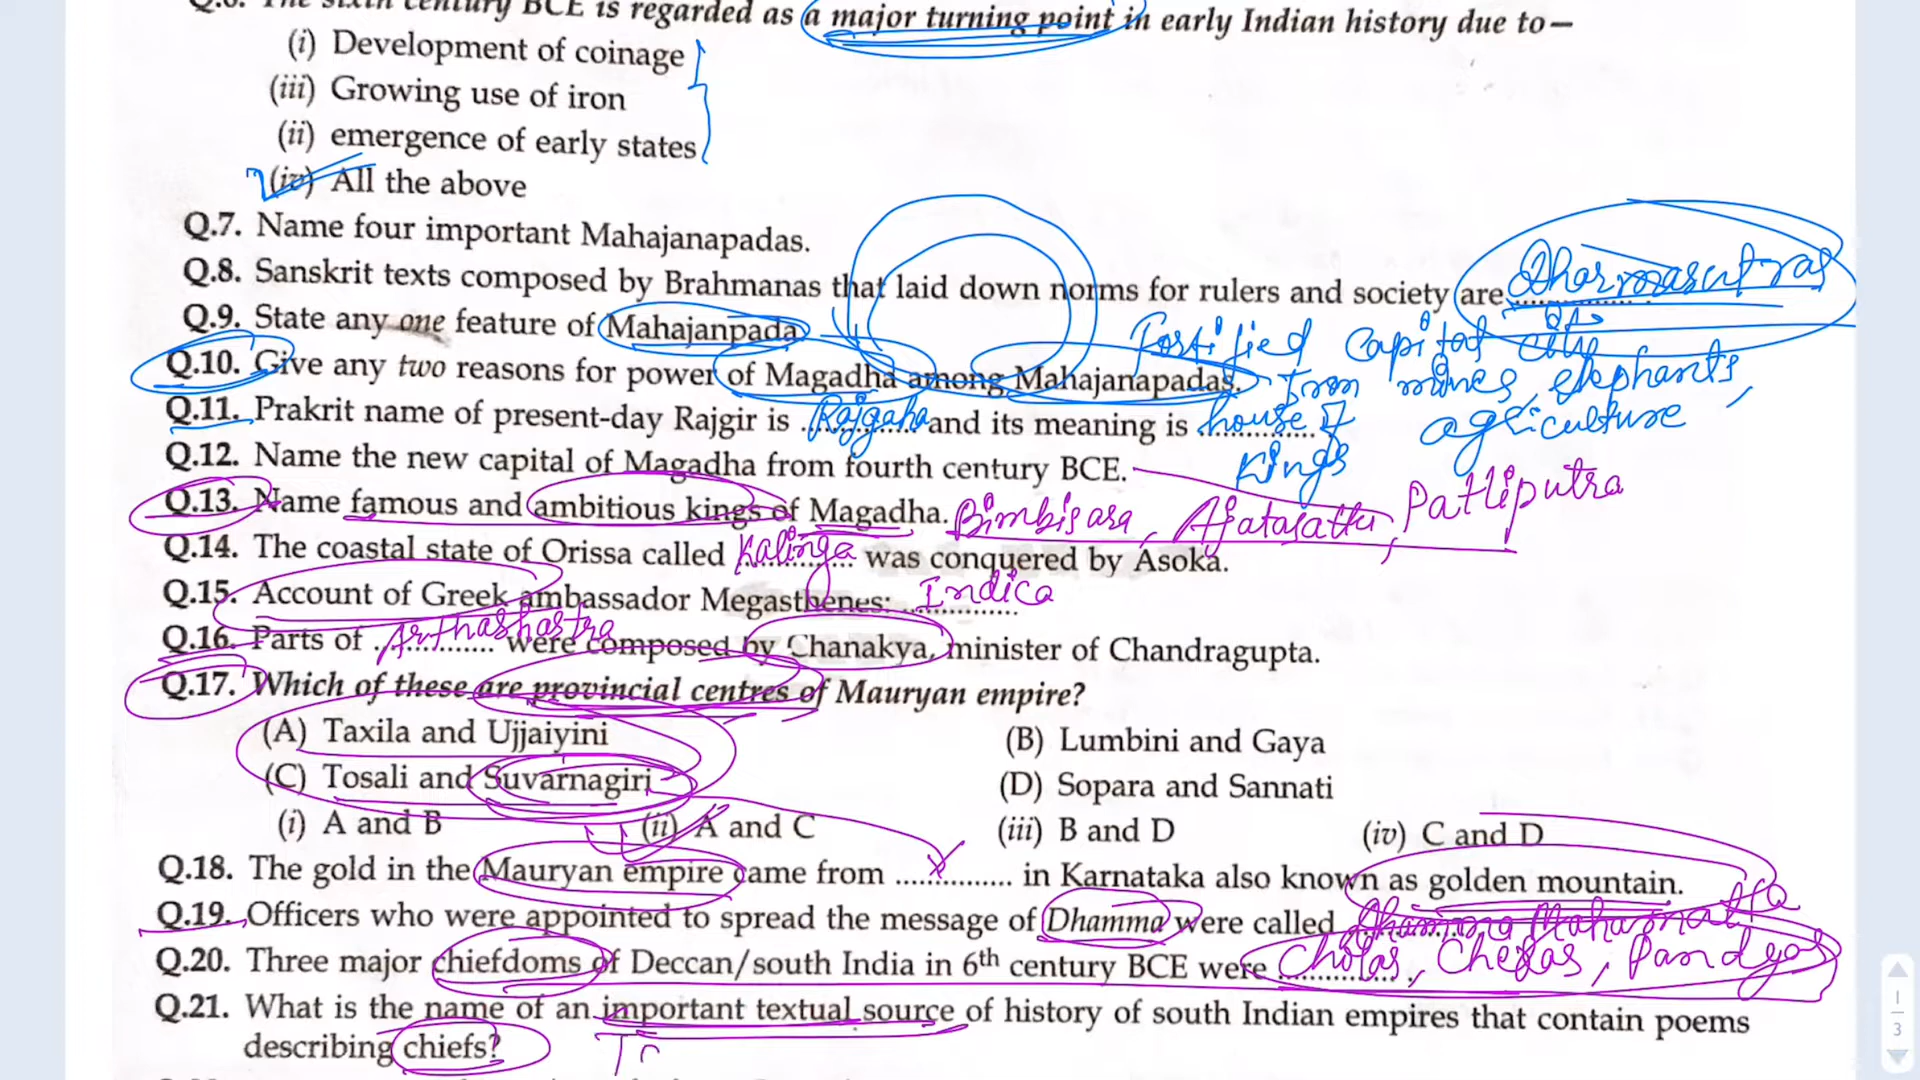 Q.6. The sixth century BCE is regarded as a major turning point in early Indian history due to—
(i) Development of coinage
(iii) Growing use of iron
(ii) emergence of early states
(iv) All the above
Q.7. Name four important Mahajanapadas.
Q.8. Sanskrit texts composed by Brahmanas that laid down norms for rulers and society are Dharmasutras
Q.9. State any one feature of Mahajanpada Fortified capital city
Q.10. Give any two reasons for power of Magadha among Mahajanapadas. Iron mines, elephants, agriculture
Q.11. Prakrit name of present-day Rajgir is Rajgaha and its meaning is house of kings
Q.12. Name the new capital of Magadha from fourth century BCE. Patliputra
Q.13. Name famous and ambitious kings of Magadha. Bimbisara, Ajatasattu,
Q.14. The coastal state of Orissa called Kalinga was conquered by Asoka.
Q.15. Account of Greek ambassador Megasthenes: Indica
Q.16. Parts of Arthashastra were composed by Chanakya, minister of Chandragupta.
Q.17. Which of these are provincial centres of Mauryan empire?
(A) Taxila and Ujjaiyini (B) Lumbini and Gaya
(C) Tosali and Suvarnagiri (D) Sopara and Sannati
(i) A and B (ii) A and C (iii) B and D (iv) C and D
Q.18. The gold in the Mauryan empire came from .............. in Karnataka also known as golden mountain.
Q.19. Officers who were appointed to spread the message of Dhamma were called Dhamma Mahamatta
Q.20. Three major chiefdoms of Deccan/south India in 6th century BCE were Cholas, Cheras, Pandyas
Q.21. What is the name of an important textual source of history of south Indian empires that contain poems
describing chiefs?
1
3